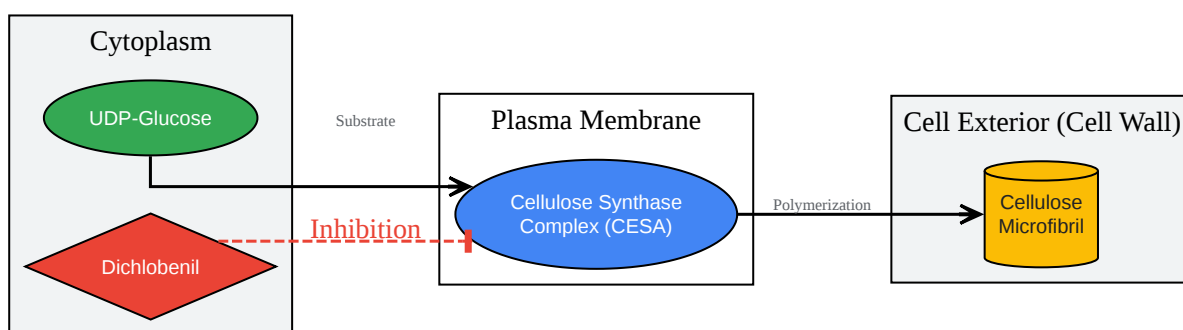 Cytoplasm
UDP-Glucose
Substrate
Plasma Membrane
Cell Exterior (Cell Wall)
Cellulose Synthase
Complex (CESA)
Polymerization
Cellulose
Microfibril
Inhibition
Dichlobenil